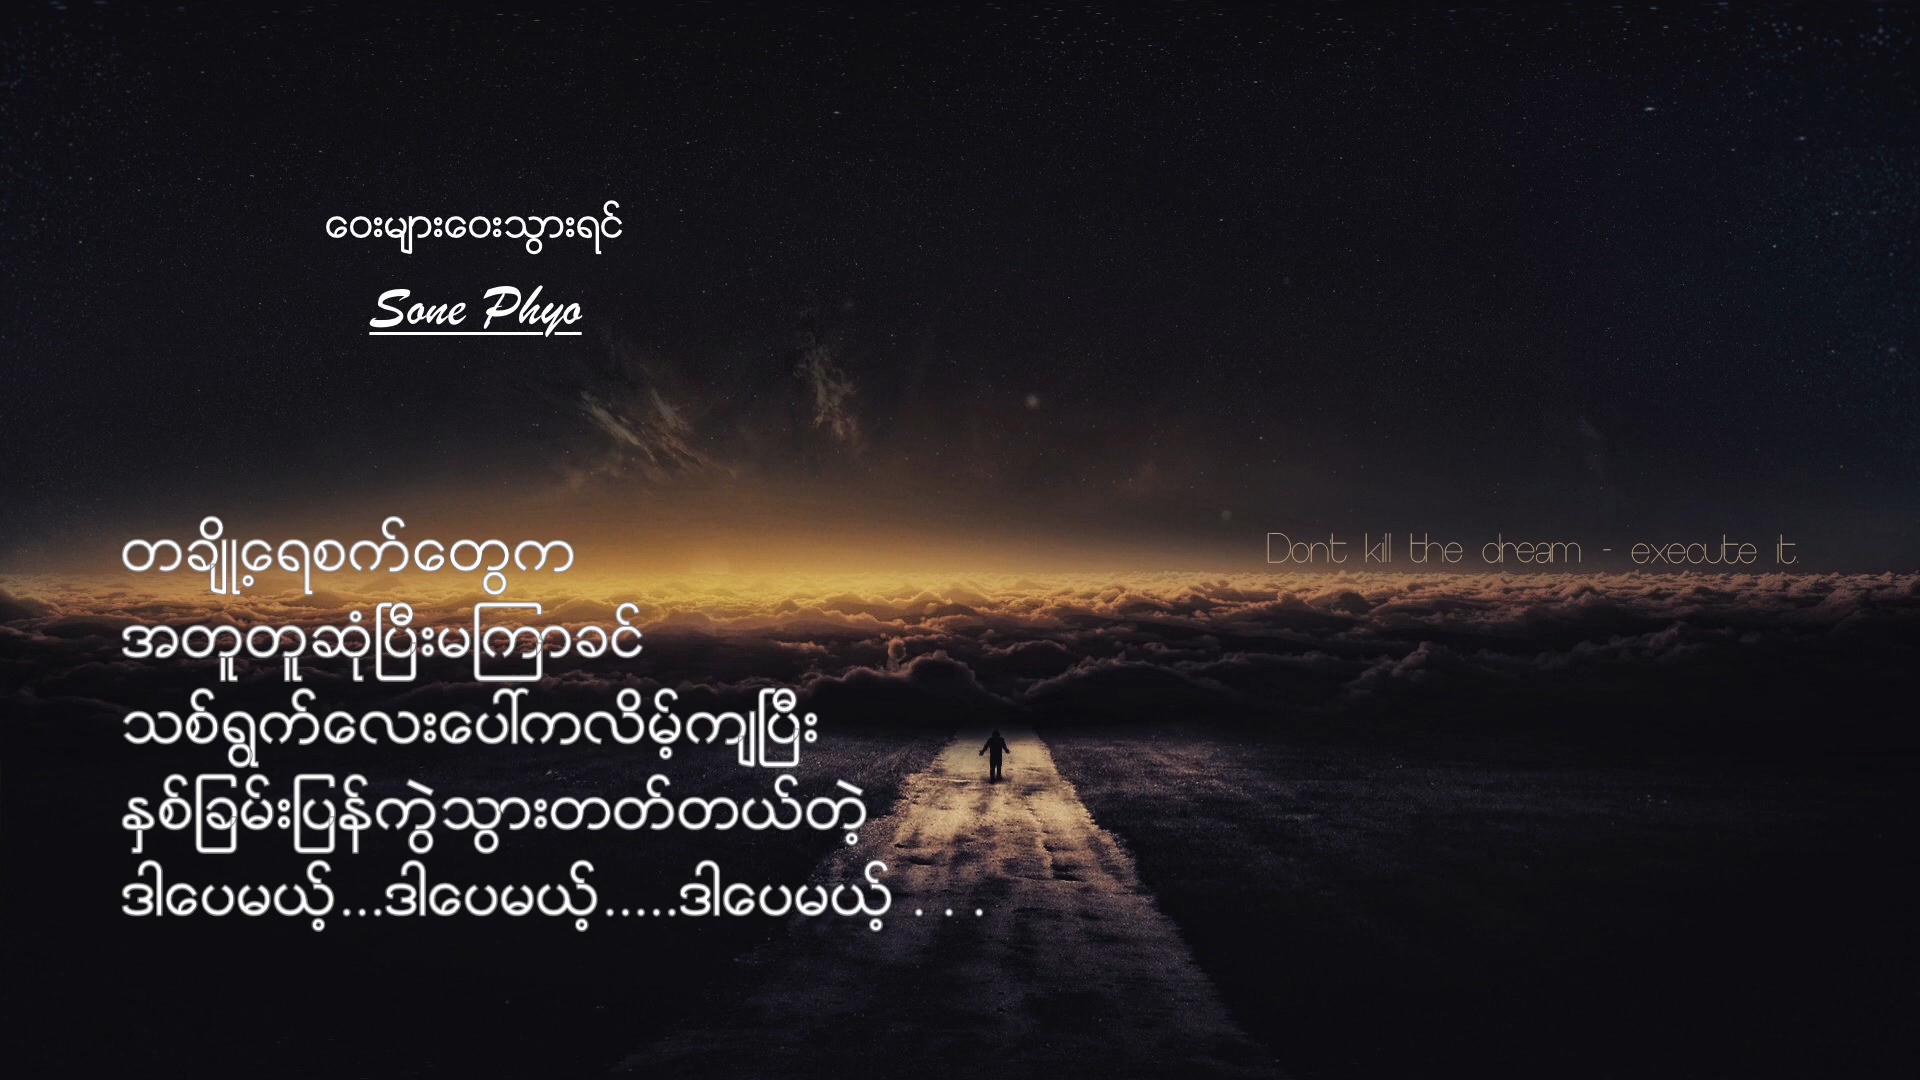 ဝေးများဝေးသွားရင်
Sone Phyo
Don't kill the dream - execute it.
တချို့ရေစက်တွေက
အတူတူဆုံပြီးမကြာခင်
သစ်ရွက်လေးပေါ်ကလိမ့်ကျပြီး
နှစ်ခြမ်းပြန်ကွဲသွားတတ်တယ်တဲ့
ဒါပေမယ့်...ဒါပေမယ့်.....ဒါပေမယ့် . . .